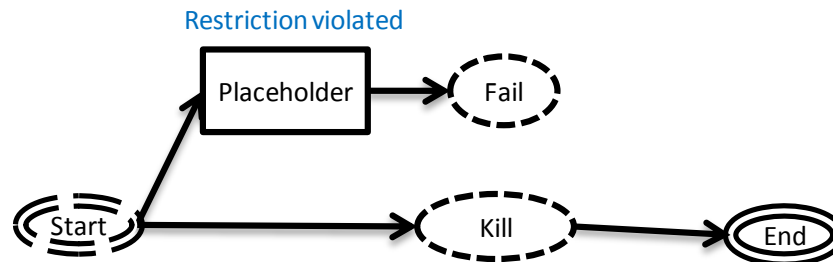 Restriction violated
Placeholder
Fail
Start
Kill
End